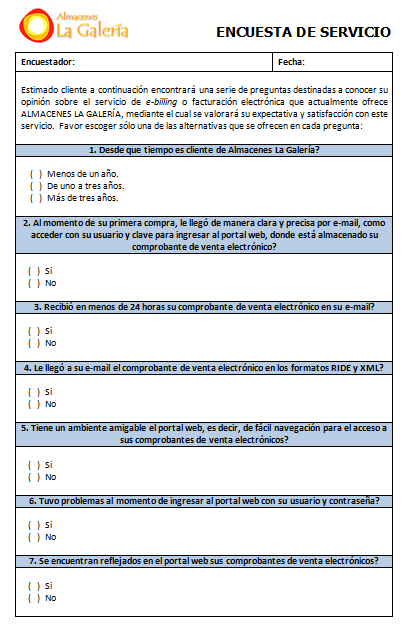 Almacenes
La Galería
ENCUESTA DE SERVICIO
Encuestador:
Fecha:
Estimado cliente a continuación encontrará una serie de preguntas destinadas a conocer su
opinión sobre el servicio de e-billing o facturación electrónica que actualmente ofrece
ALMACENES LA GALERÍA, mediante el cual se valorará su expectativa y satisfacción con este
servicio. Favor escoger sólo una de las alternativas que se ofrecen en cada pregunta:
1. Desde que tiempo es cliente de Almacenes La Galería?
( ) Menos de un año.
( ) De uno a tres años.
( ) Más de tres años.
2. Al momento de su primera compra, le llegó de manera clara y precisa por e-mail, como
acceder con su usuario y clave para ingresar al portal web, donde está almacenado su
comprobante de venta electrónico?
( ) Si
( ) No
3. Recibió en menos de 24 horas su comprobante de venta electrónico en su e-mail?
( ) Si
( ) No
4. Le llegó a su e-mail el comprobante de venta electrónico en los formatos RIDE y XML?
( ) Si
( ) No
5. Tiene un ambiente amigable el portal web, es decir, de fácil navegación para el acceso a
sus comprobantes de venta electrónicos?
( ) Si
( ) No
6. Tuvo problemas al momento de ingresar al portal web con su usuario y contraseña?
( ) Si
( ) No
7. Se encuentran reflejados en el portal web sus comprobantes de venta electrónicos?
( ) Si
( ) No